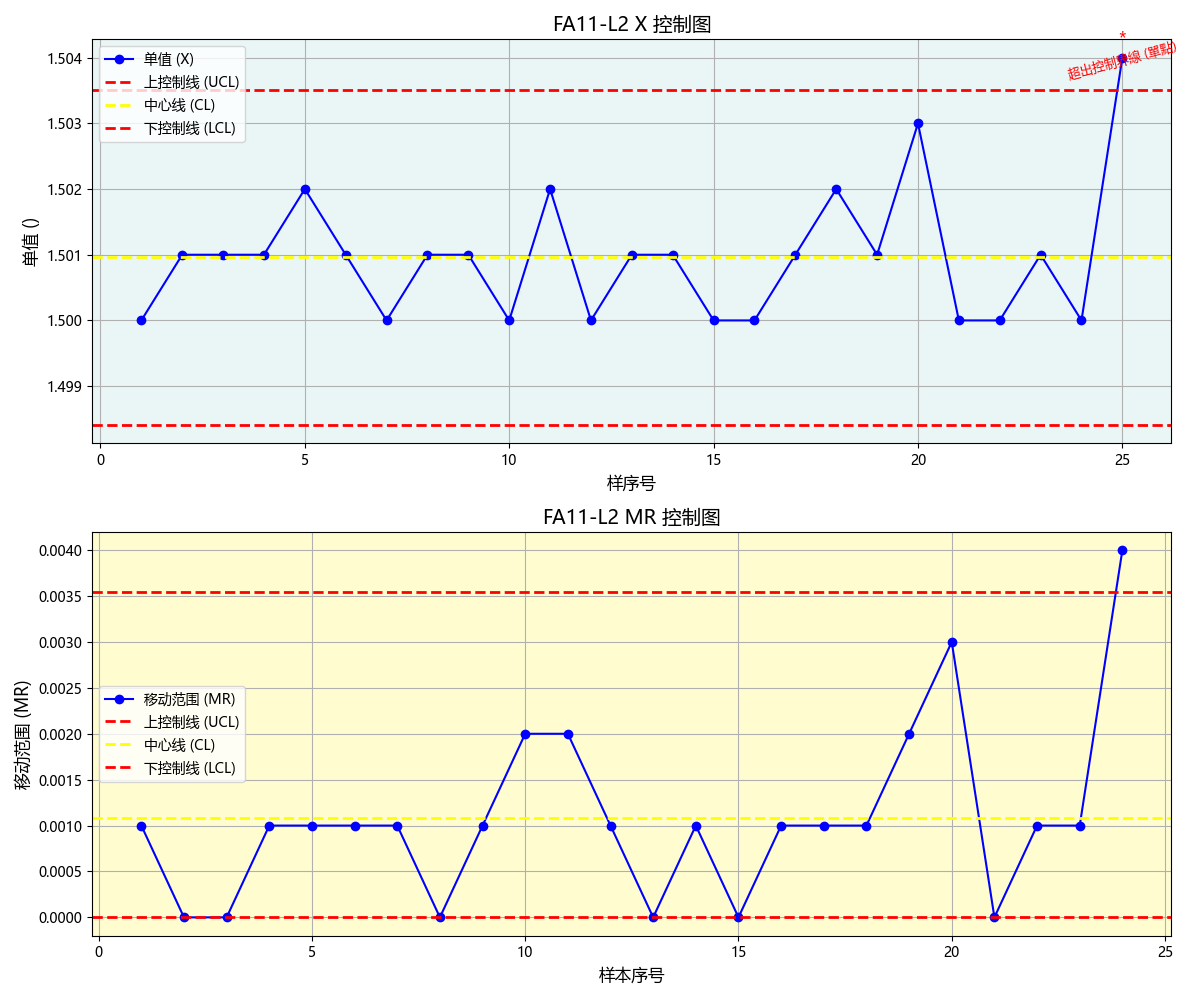 FA11-L2 X 控制图
*
超出控制界線 (單點)
单值 (X)
上控制线 (UCL)
中心线 (CL)
下控制线 (LCL)
单值 ()
1.504
1.503
1.502
1.501
1.500
1.499
0 5 10 15 20 25
样序号
FA11-L2 MR 控制图
移动范围 (MR)
上控制线 (UCL)
中心线 (CL)
下控制线 (LCL)
移动范围 (MR)
0.0040
0.0035
0.0030
0.0025
0.0020
0.0015
0.0010
0.0005
0.0000
0 5 10 15 20 25
样本序号